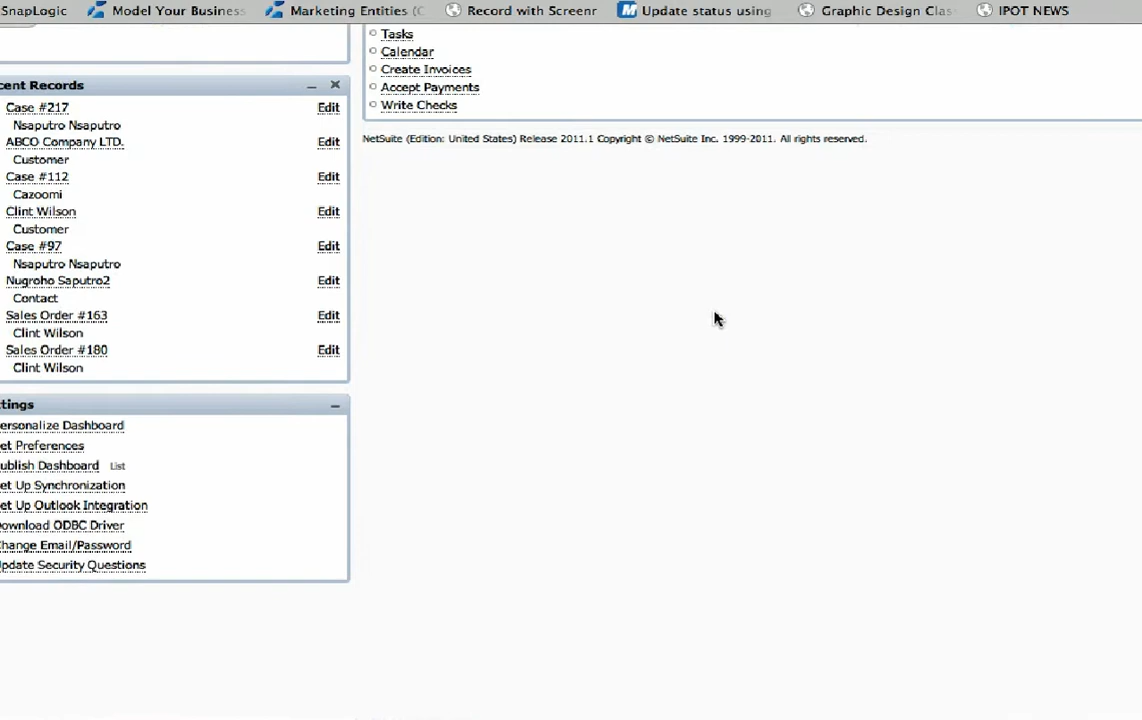 SnapLogic Model Your Business Marketing Entities (C Record with Screenr Update status using Graphic Design Clas IPOT NEWS
Tasks
Calendar
Create Invoices
Accept Payments
Write Checks
NetSuite (Edition: United States) Release 2011.1 Copyright © NetSuite Inc. 1999-2011. All rights reserved.
cent Records
Case #217 Edit
Nsaputro Nsaputro
ABCO Company LTD. Edit
Customer
Case #112 Edit
Cazoomi
Clint Wilson Edit
Customer
Case #97 Edit
Nsaputro Nsaputro
Nugroho Saputro2 Edit
Contact
Sales Order #163 Edit
Clint Wilson
Sales Order #180 Edit
Clint Wilson
ttings
ersonalize Dashboard
et Preferences
ublish Dashboard List
et Up Synchronization
et Up Outlook Integration
ownload ODBC Driver
hange Email/Password
pdate Security Questions